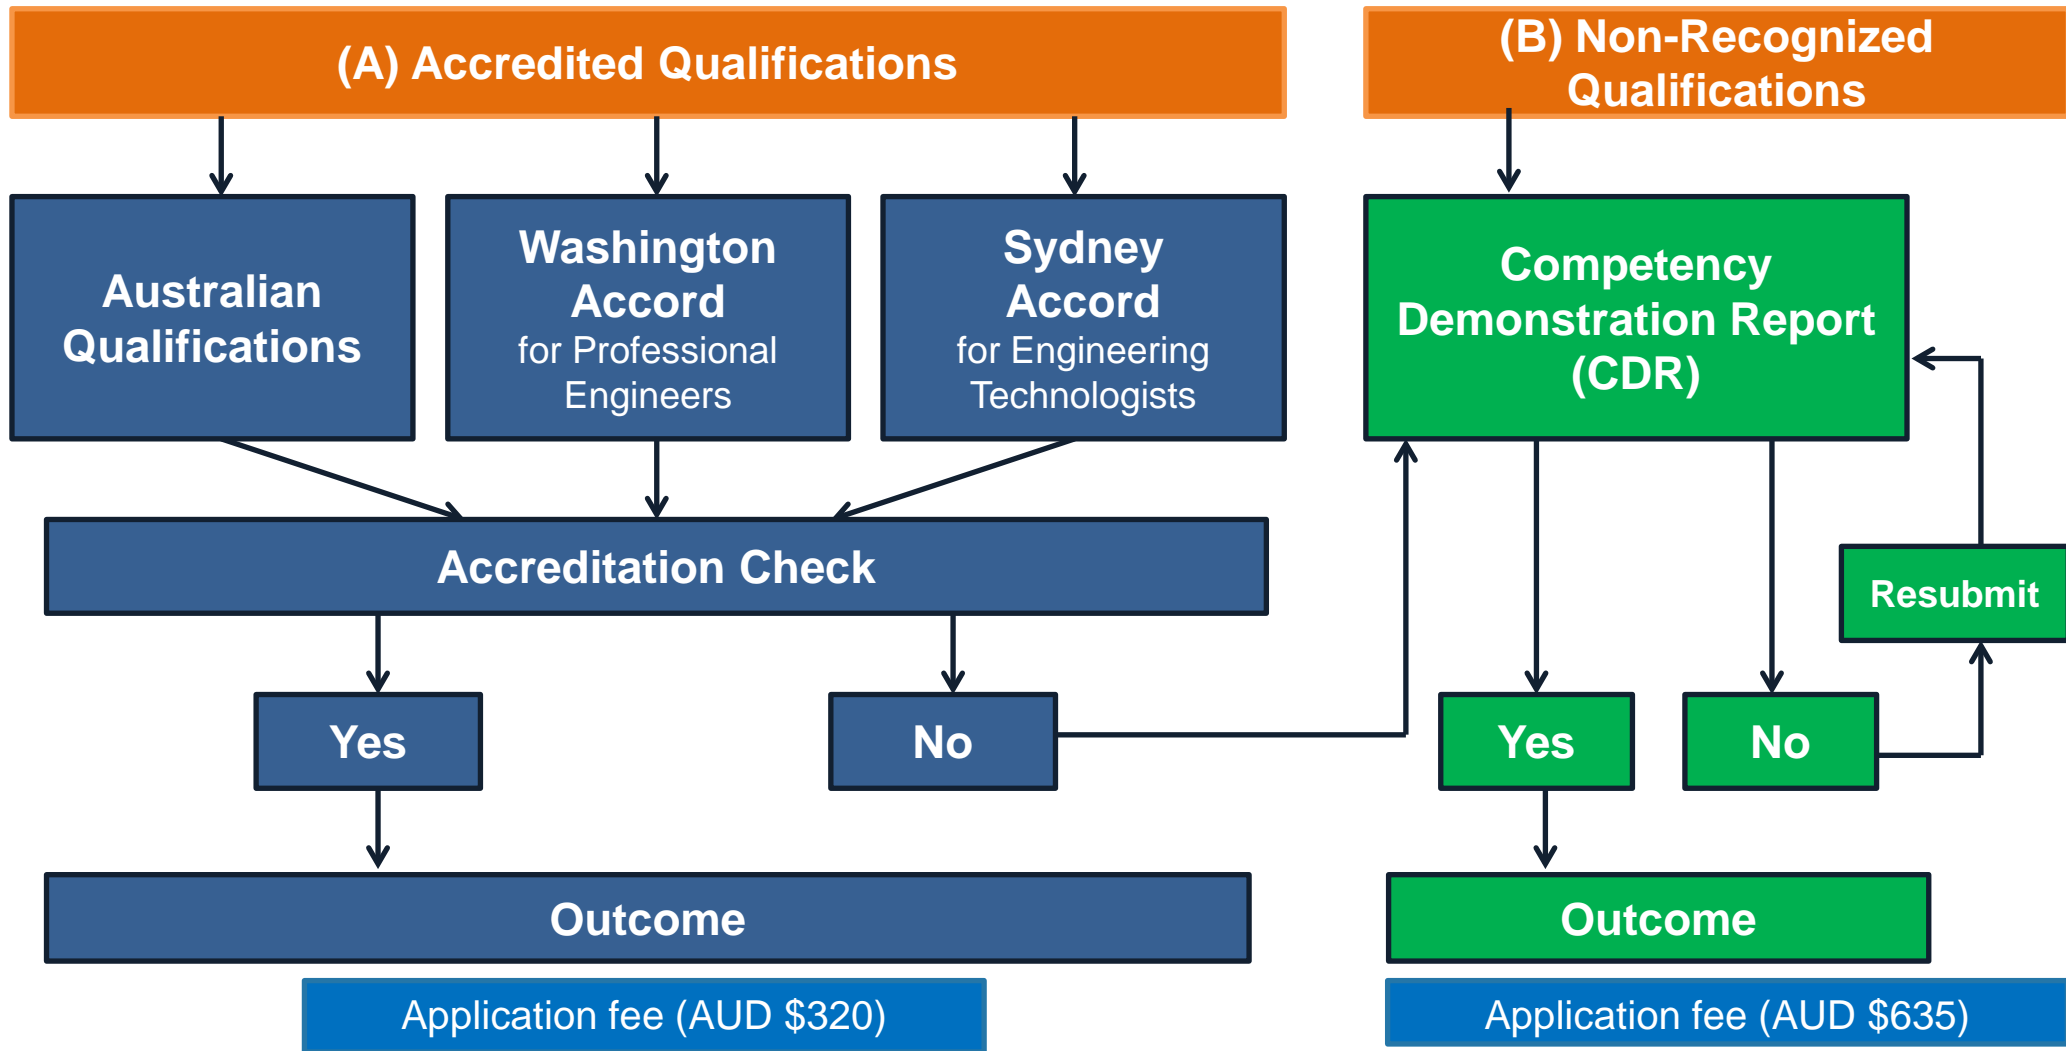 (A) Accredited Qualifications
(B) Non-Recognized
Qualifications
Australian
Qualifications
Washington
Accord
for Professional
Engineers
Sydney
Accord
for Engineering
Technologists
Competency
Demonstration Report
(CDR)
Accreditation Check
Resubmit
Yes
No
Yes
No
Outcome
Outcome
Application fee (AUD $320)
Application fee (AUD $635)